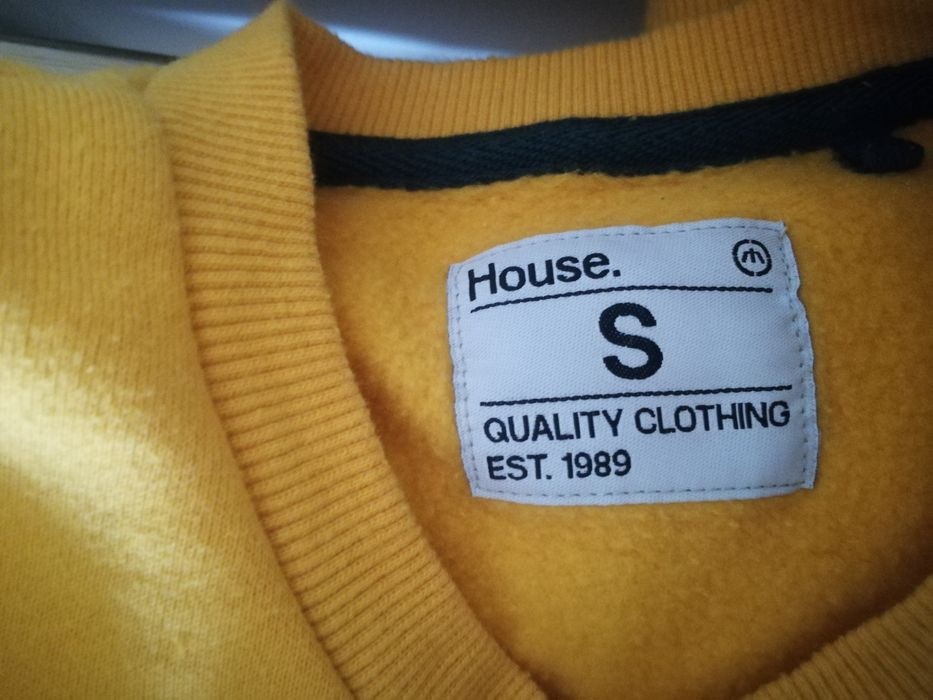 House.
S
QUALITY CLOTHING
EST. 1989